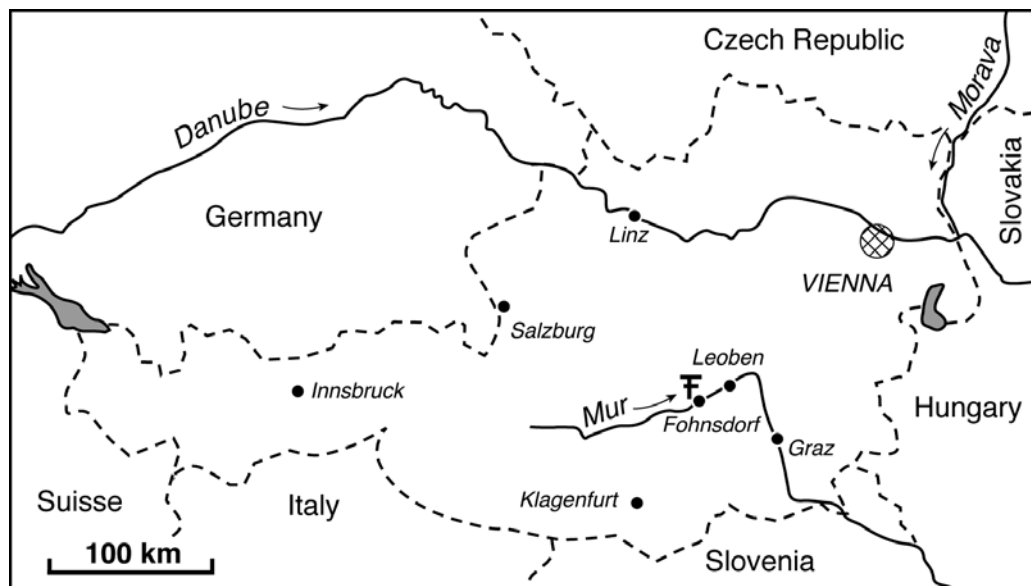 Czech Republic
Morava
Danube
Slovakia
Germany
Linz
VIENNA
Salzburg
Leoben
Innsbruck
Mur
Fohnsdorf
Hungary
Graz
Suisse
Italy
Klagenfurt
100 km
Slovenia